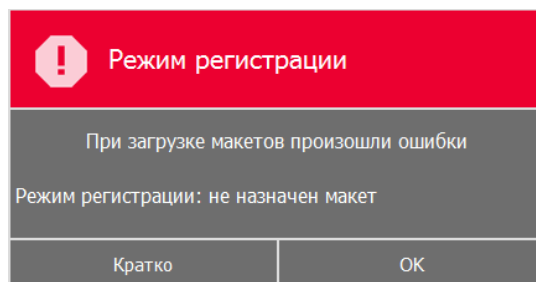 Режим регистрации
При загрузке макетов произошли ошибки
Режим регистрации: не назначен макет
Кратко
OK